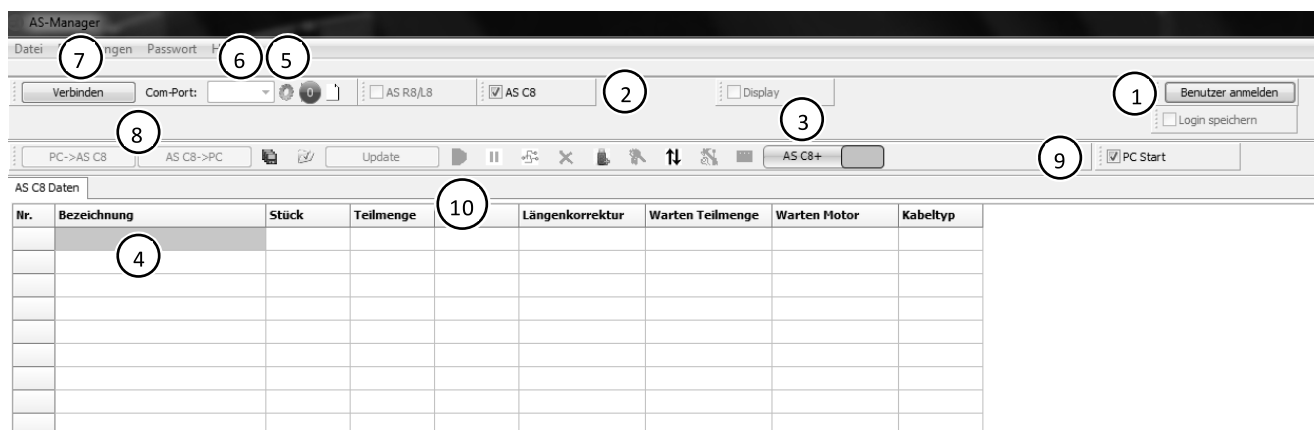 AS-Manager
Datei ngen Passwort H
7 6 5
Verbinden Com-Port: 0 AS R8/L8 AS C8 2 Display 1 Benutzer anmelden
8 3 Login speichern
PC->AS C8 AS C8->PC Update AS C8+ 9 PC Start
AS C8 Daten
Nr. Bezeichnung Stück Teilmenge 10 Längenkorrektur Warten Teilmenge Warten Motor Kabeltyp
4